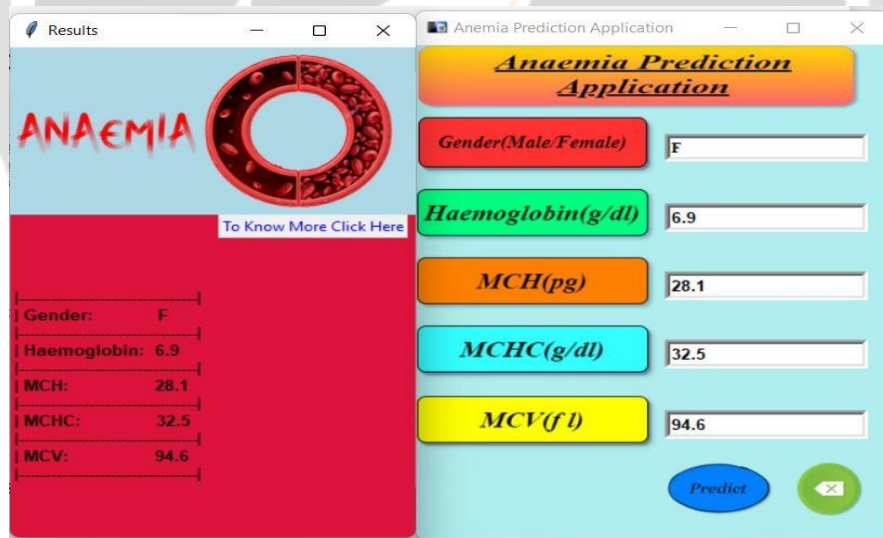 Results
ANAEMIA
To Know More Click Here
|--------------------------------|
| Gender: F
|--------------------------------|
| Haemoglobin: 6.9
|--------------------------------|
| MCH: 28.1
|--------------------------------|
| MCHC: 32.5
|--------------------------------|
| MCV: 94.6
|--------------------------------|
Anemia Prediction Application
Anaemia Prediction
Application
Gender(Male/Female) F
Haemoglobin(g/dl) 6.9
MCH(pg) 28.1
MCHC(g/dl) 32.5
MCV(f l) 94.6
Predict